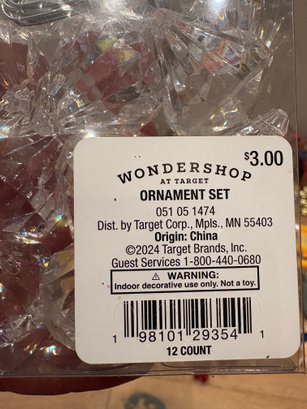 $3.00
WONDERSHOP
AT TARGET
ORNAMENT SET
051 05 1474
Dist. by Target Corp., Mpls., MN 55403
Origin: China
©2024 Target Brands, Inc.
Guest Services 1-800-440-0680
⚠ WARNING:
Indoor decorative use only. Not a toy.
1 98101 29354 1
12 COUNT